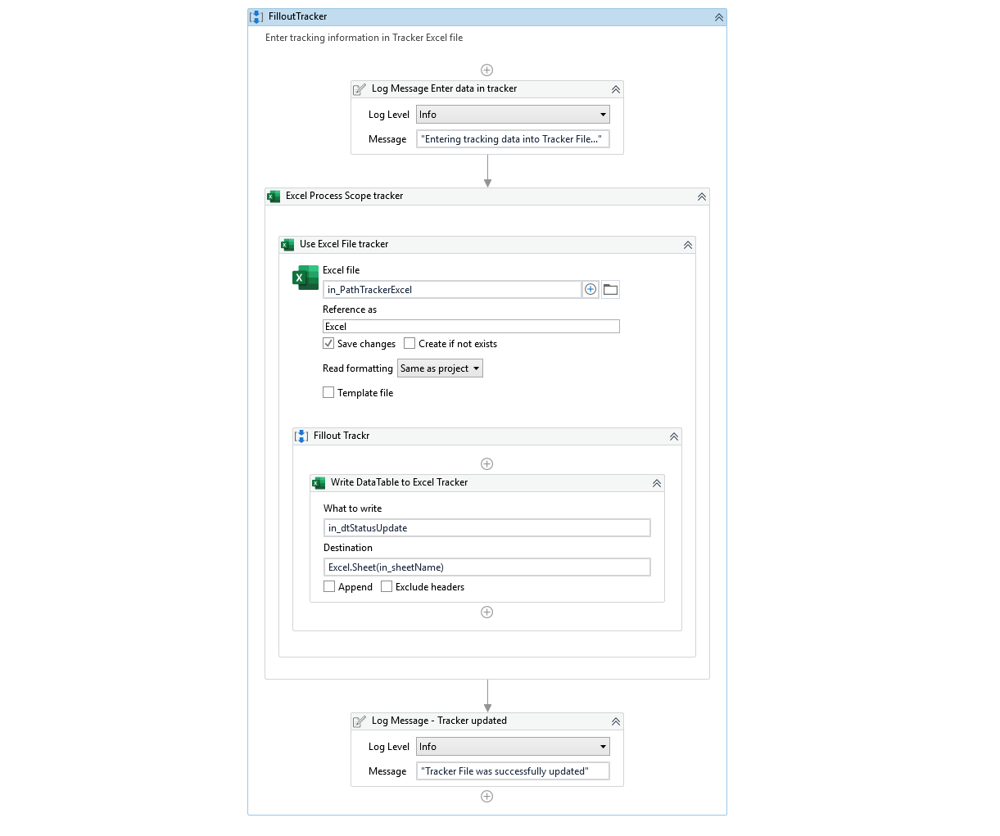 FilloutTracker
Enter tracking information in Tracker Excel file
Log Message Enter data in tracker
Log Level Info
Message "Entering tracking data into Tracker File..."
Excel Process Scope tracker
Use Excel File tracker
Excel file
in_PathTrackerExcel
Reference as
Excel
Save changes Create if not exists
Read formatting Same as project
Template file
Fillout Trackr
Write DataTable to Excel Tracker
What to write
in_dtStatusUpdate
Destination
Excel.Sheet(in_sheetName)
Append Exclude headers
Log Message - Tracker updated
Log Level Info
Message "Tracker File was successfully updated"